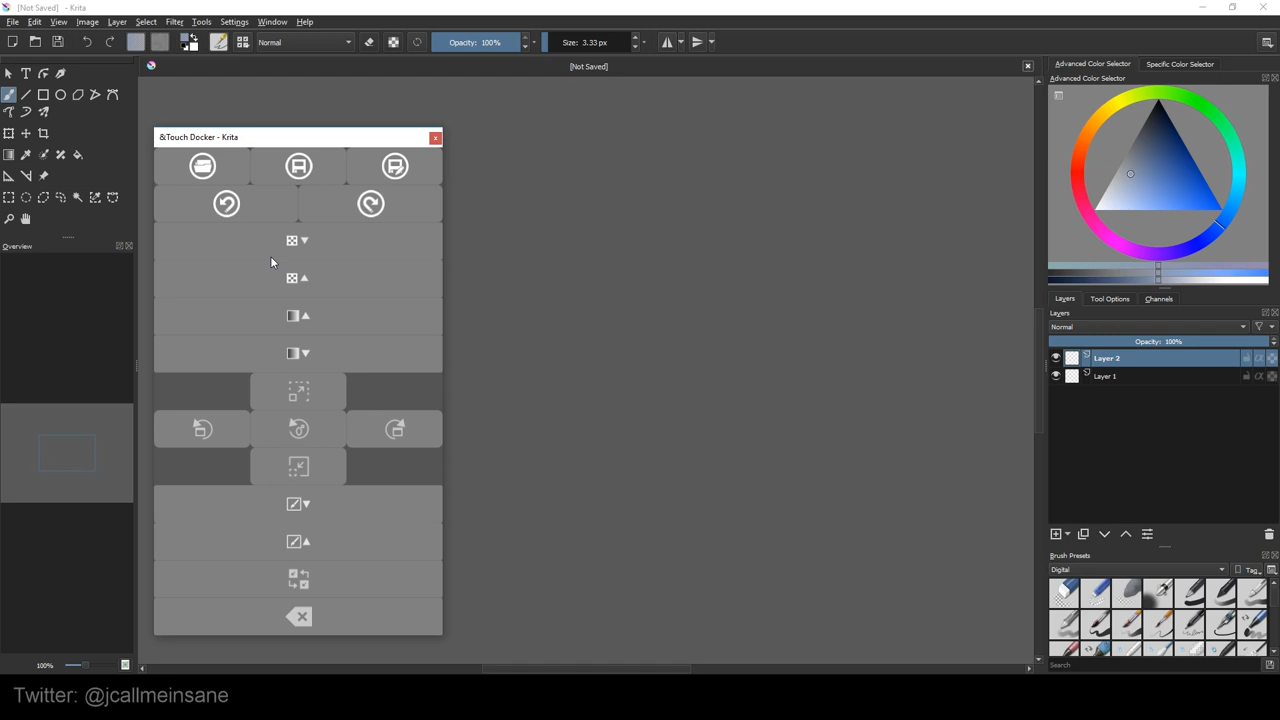 [Not Saved] - Krita
File Edit View Image Layer Select Filter Tools Settings Window Help
Normal
Opacity: 100%
Size: 3.33 px
[Not Saved]
Advanced Color Selector
Specific Color Selector
Advanced Color Selector
&Touch Docker - Krita
x
Overview
Layers
Tool Options
Channels
Layers
Normal
Opacity: 100%
Layer 2
Layer 1
Brush Presets
Digital
Tag
Search
100%
Twitter: @jcallmeinsane